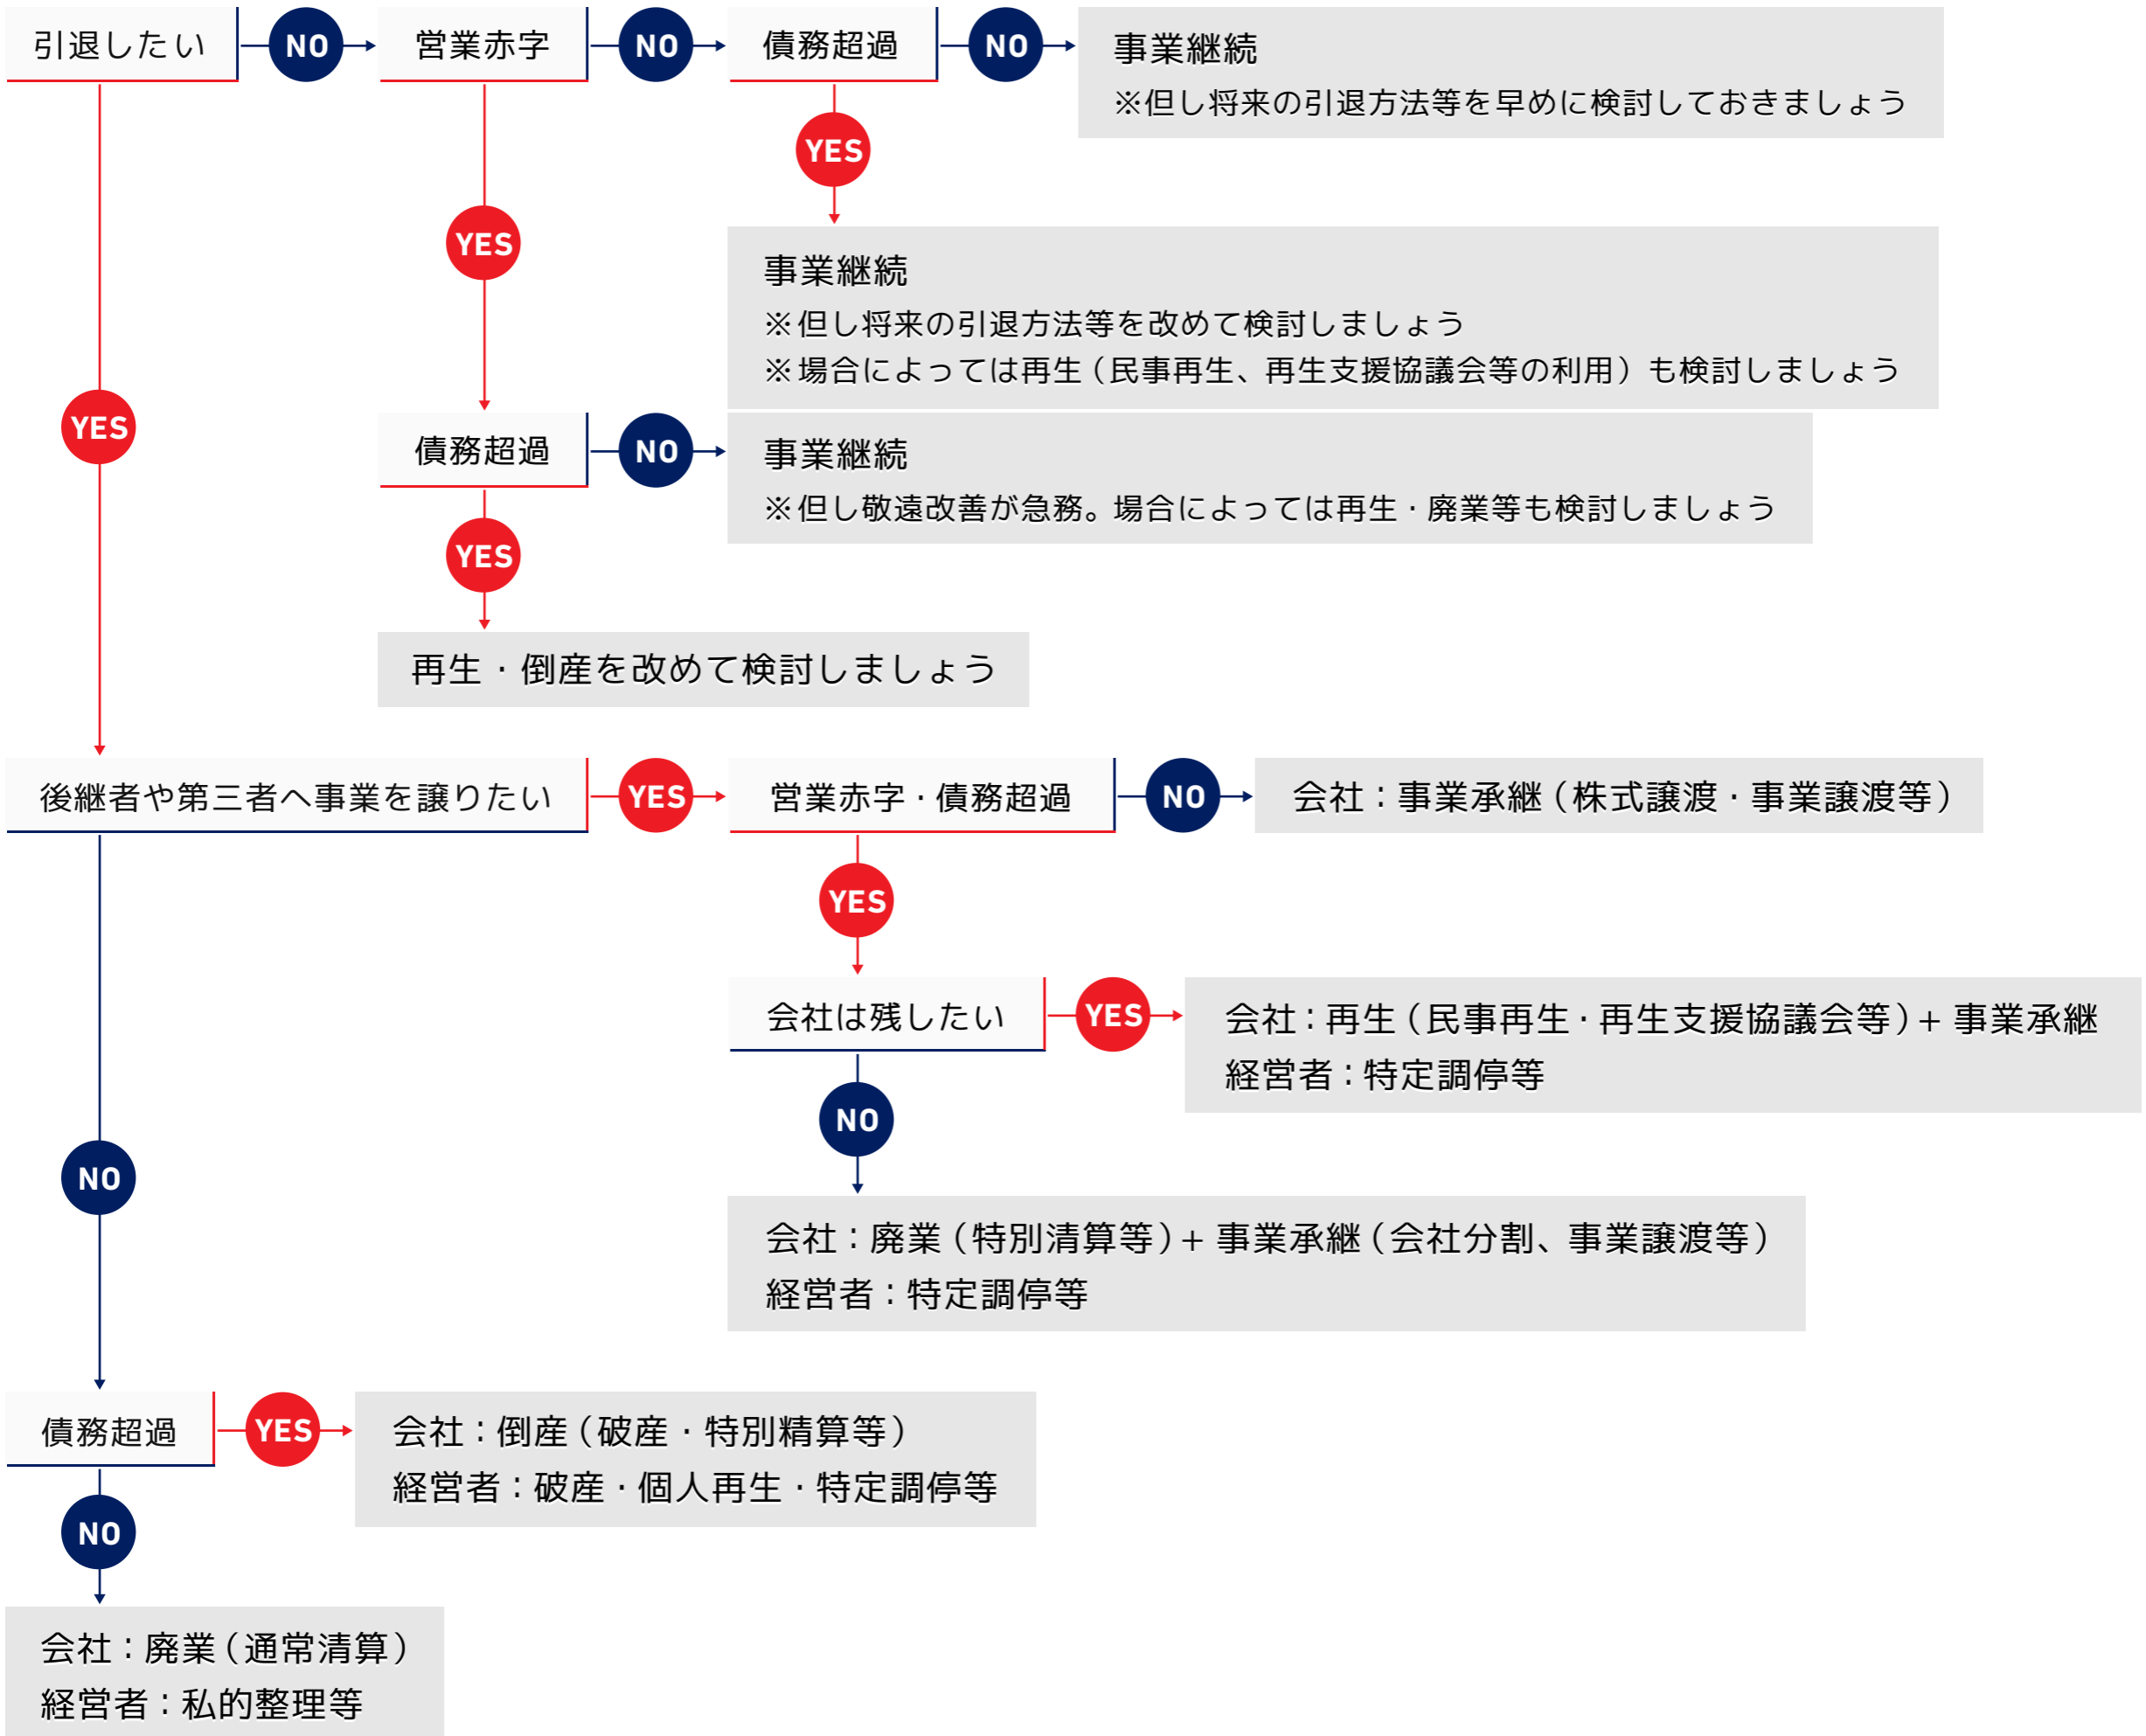 引退したい
NO
営業赤字
NO
債務超過
NO
事業継続
※但し将来の引退方法等を早めに検討しておきましょう
YES
YES
事業継続
※但し将来の引退方法等を改めて検討しましょう
※場合によっては再生（民事再生、再生支援協議会等の利用）も検討しましょう
YES
債務超過
NO
事業継続
※但し敬遠改善が急務。場合によっては再生・廃業等も検討しましょう
YES
再生・倒産を改めて検討しましょう
後継者や第三者へ事業を譲りたい
YES
営業赤字・債務超過
NO
会社：事業承継（株式譲渡・事業譲渡等）
YES
会社は残したい
YES
会社：再生（民事再生・再生支援協議会等）+ 事業承継
経営者：特定調停等
NO
NO
会社：廃業（特別清算等）+ 事業承継（会社分割、事業譲渡等）
経営者：特定調停等
債務超過
YES
会社：倒産（破産・特別精算等）
経営者：破産・個人再生・特定調停等
NO
会社：廃業（通常清算）
経営者：私的整理等